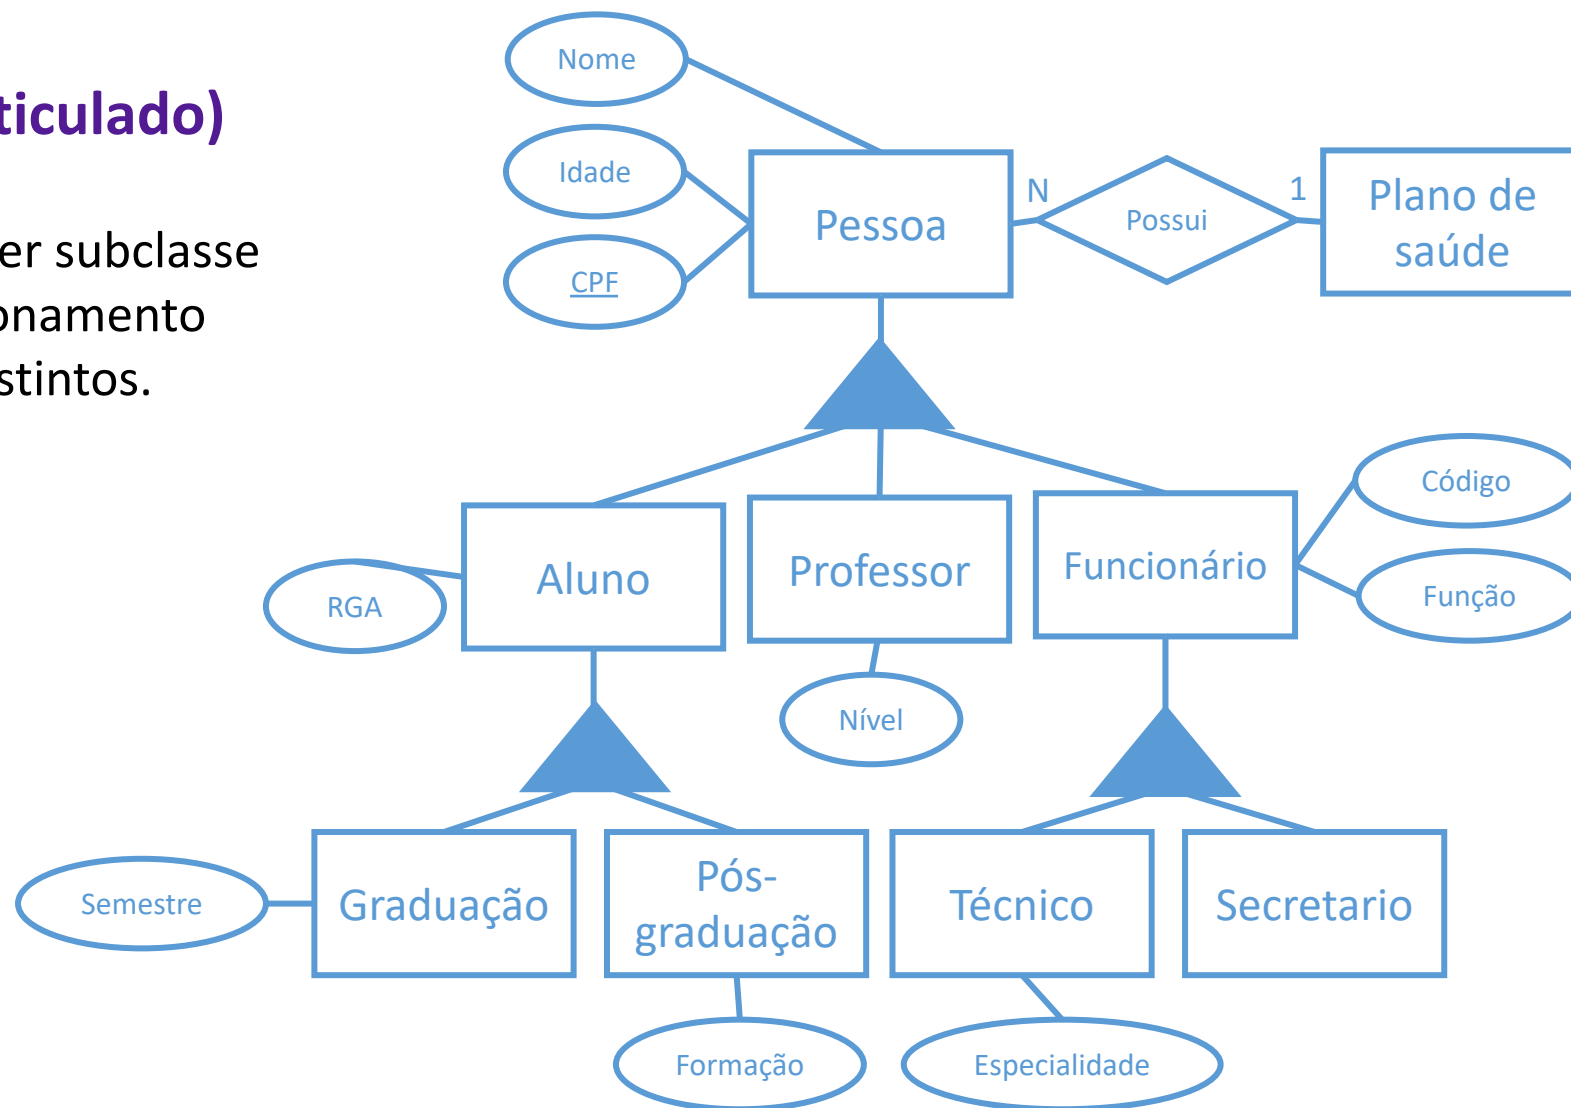 ticulado)
er subclasse
onamento
stintos.
Nome
Idade
CPF
Pessoa
N
Possui
1
Plano de
saúde
Código
Função
Aluno
Professor
Funcionário
RGA
Nível
Semestre
Graduação
Pós-
graduação
Técnico
Secretario
Formação
Especialidade